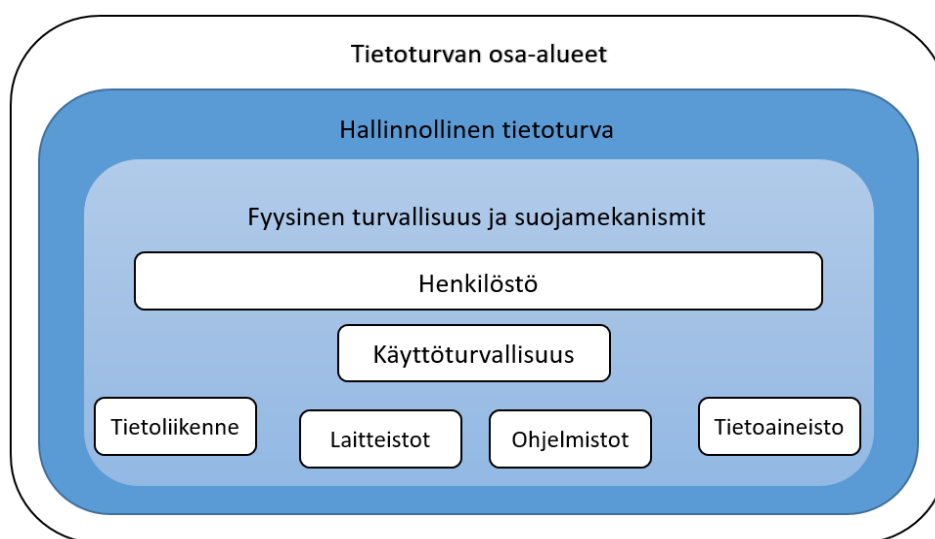 Tietoturvan osa-alueet
Hallinnollinen tietoturva
Fyysinen turvallisuus ja suojamekanismit
Henkilöstö
Käyttöturvallisuus
Tietoliikenne
Laitteistot
Ohjelmistot
Tietoaineisto